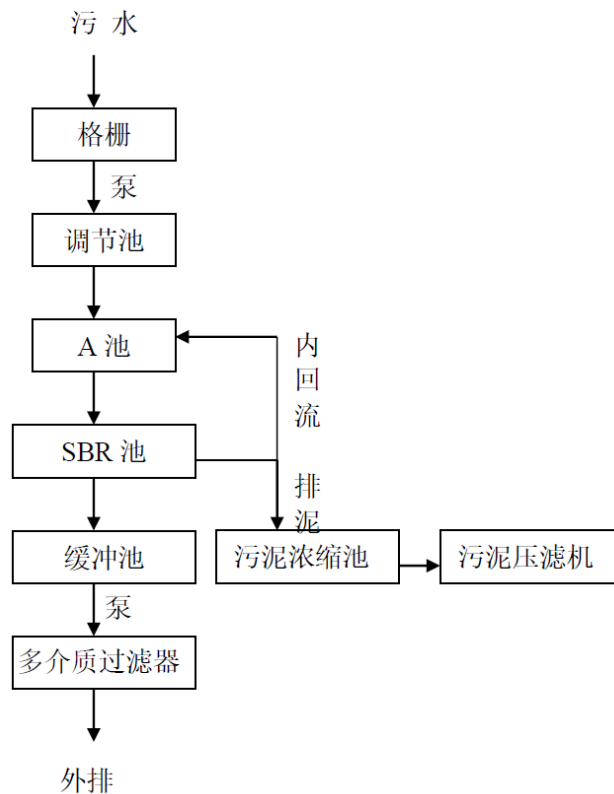 污 水
格栅
泵
调节池
A 池
内
回
流
SBR 池
排
泥
缓冲池
污泥浓缩池
污泥压滤机
泵
多介质过滤器
外排